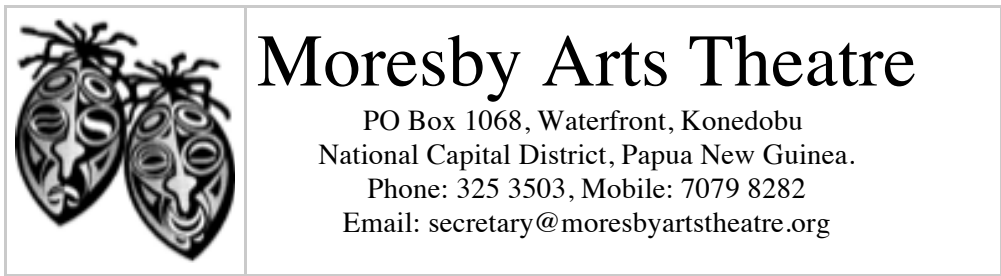 Moresby Arts Theatre
PO Box 1068, Waterfront, Konedobu
National Capital District, Papua New Guinea.
Phone: 325 3503, Mobile: 7079 8282
Email: secretary@moresbyartstheatre.org